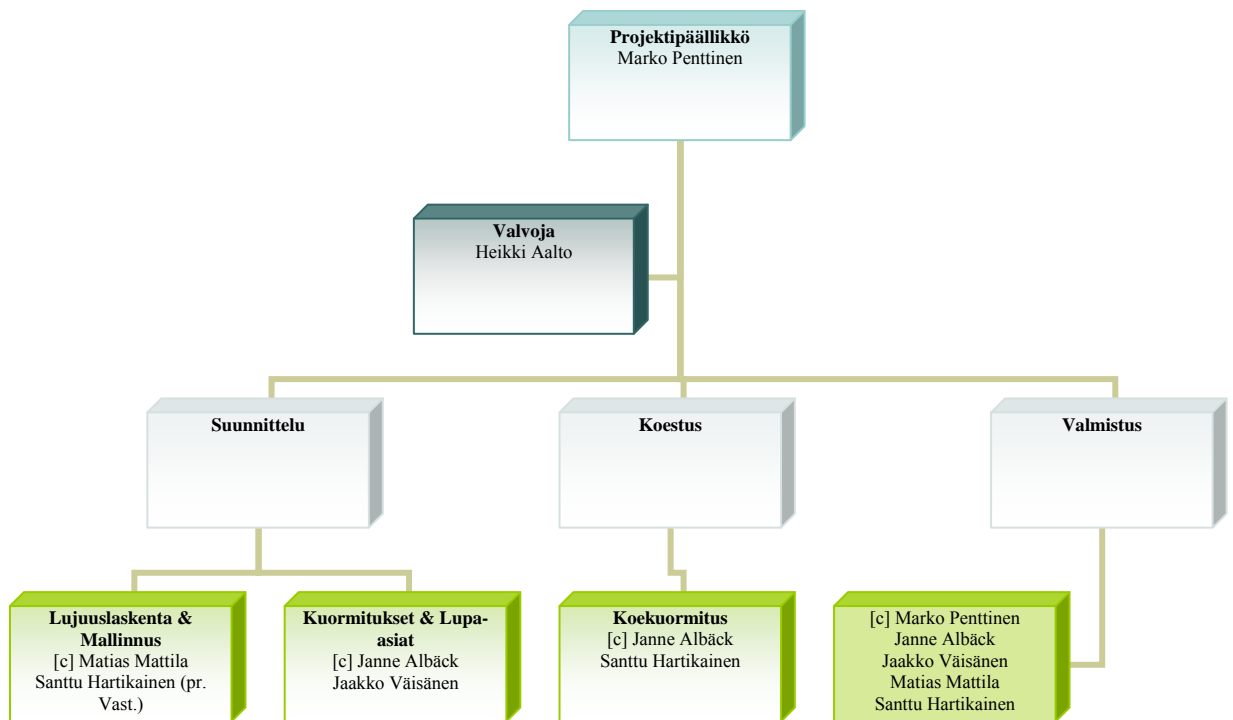 Projektipäällikkö
Marko Penttinen
Valvoja
Heikki Aalto
Suunnittelu
Koestus
Valmistus
Lujuuslaskenta &
Mallinnus
[c] Matias Mattila
Santtu Hartikainen (pr.
Vast.)
Kuormitukset & Lupa-
asiat
[c] Janne Albäck
Jaakko Väisänen
Koekuormitus
[c] Janne Albäck
Santtu Hartikainen
[c] Marko Penttinen
Janne Albäck
Jaakko Väisänen
Matias Mattila
Santtu Hartikainen